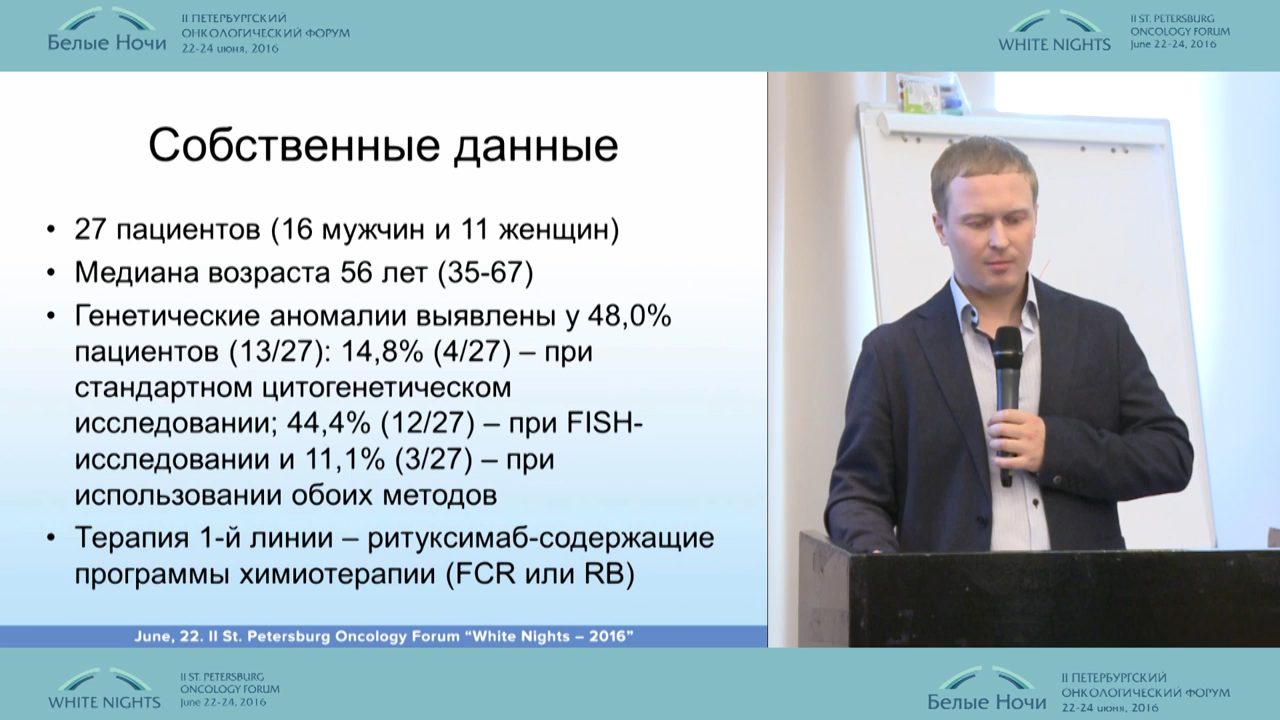 Белые Ночи
II ПЕТЕРБУРГСКИЙ
ОНКОЛОГИЧЕСКИЙ ФОРУМ
22-24 июня, 2016
WHITE NIGHTS
II ST. PETERSBURG
ONCOLOGY FORUM
June 22-24, 2016
Собственные данные
• 27 пациентов (16 мужчин и 11 женщин)
• Медиана возраста 56 лет (35-67)
• Генетические аномалии выявлены у 48,0%
пациентов (13/27): 14,8% (4/27) – при
стандартном цитогенетическом
исследовании; 44,4% (12/27) – при FISH-
исследовании и 11,1% (3/27) – при
использовании обоих методов
• Терапия 1-й линии – ритуксимаб-содержащие
программы химиотерапии (FCR или RB)
June, 22. II St. Petersburg Oncology Forum “White Nights – 2016”
WHITE NIGHTS
II ST. PETERSBURG
ONCOLOGY FORUM
June 22-24, 2016
Белые Ночи
II ПЕТЕРБУРГСКИЙ
ОНКОЛОГИЧЕСКИЙ ФОРУМ
22-24 июня, 2016